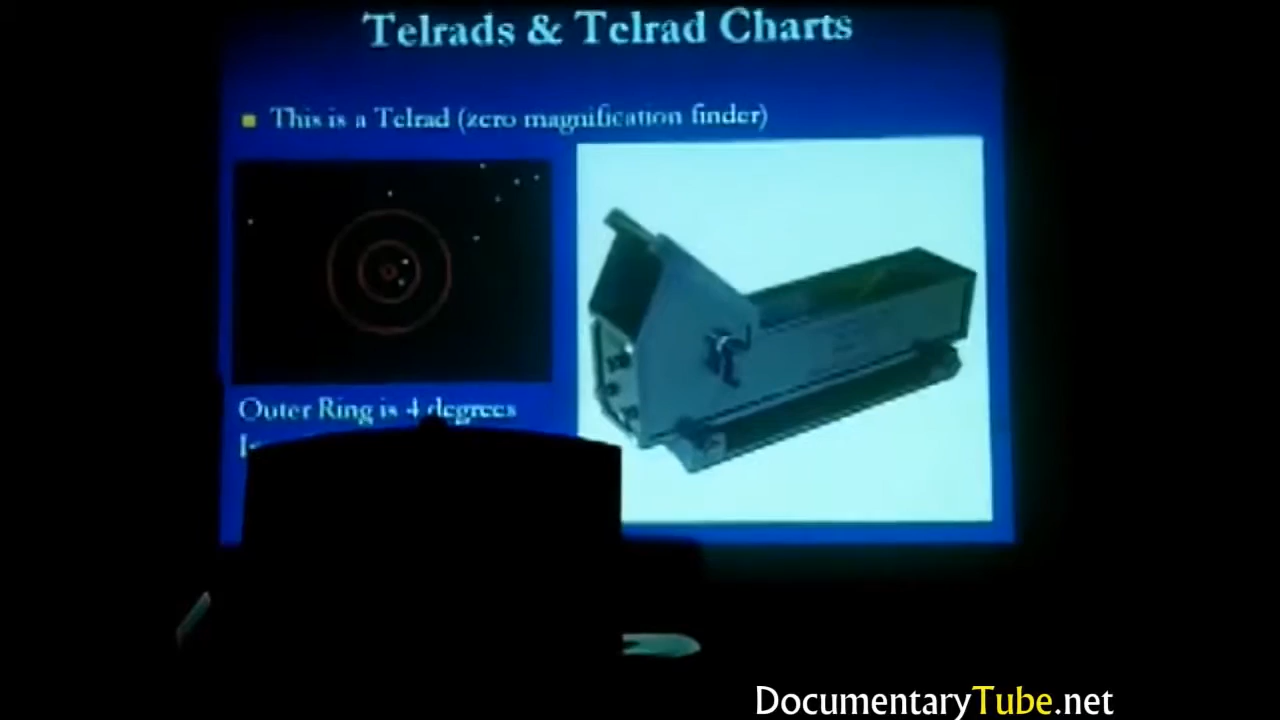 Telrads & Telrad Charts
This is a Telrad (zero magnification finder)
Outer Ring is 4 degrees
DocumentaryTube.net